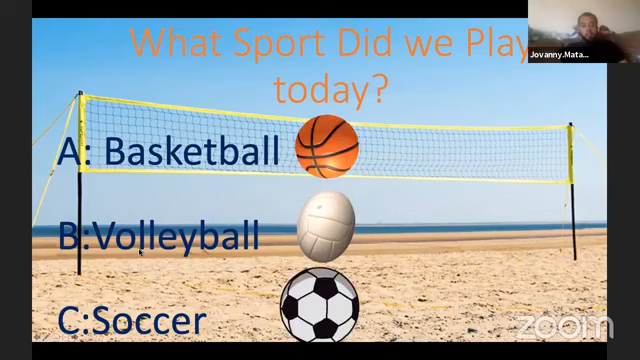 What Sport Did we Play
today?
Jovanny.Mata...
A: Basketball
B:Volleyball
C:Soccer
zoom